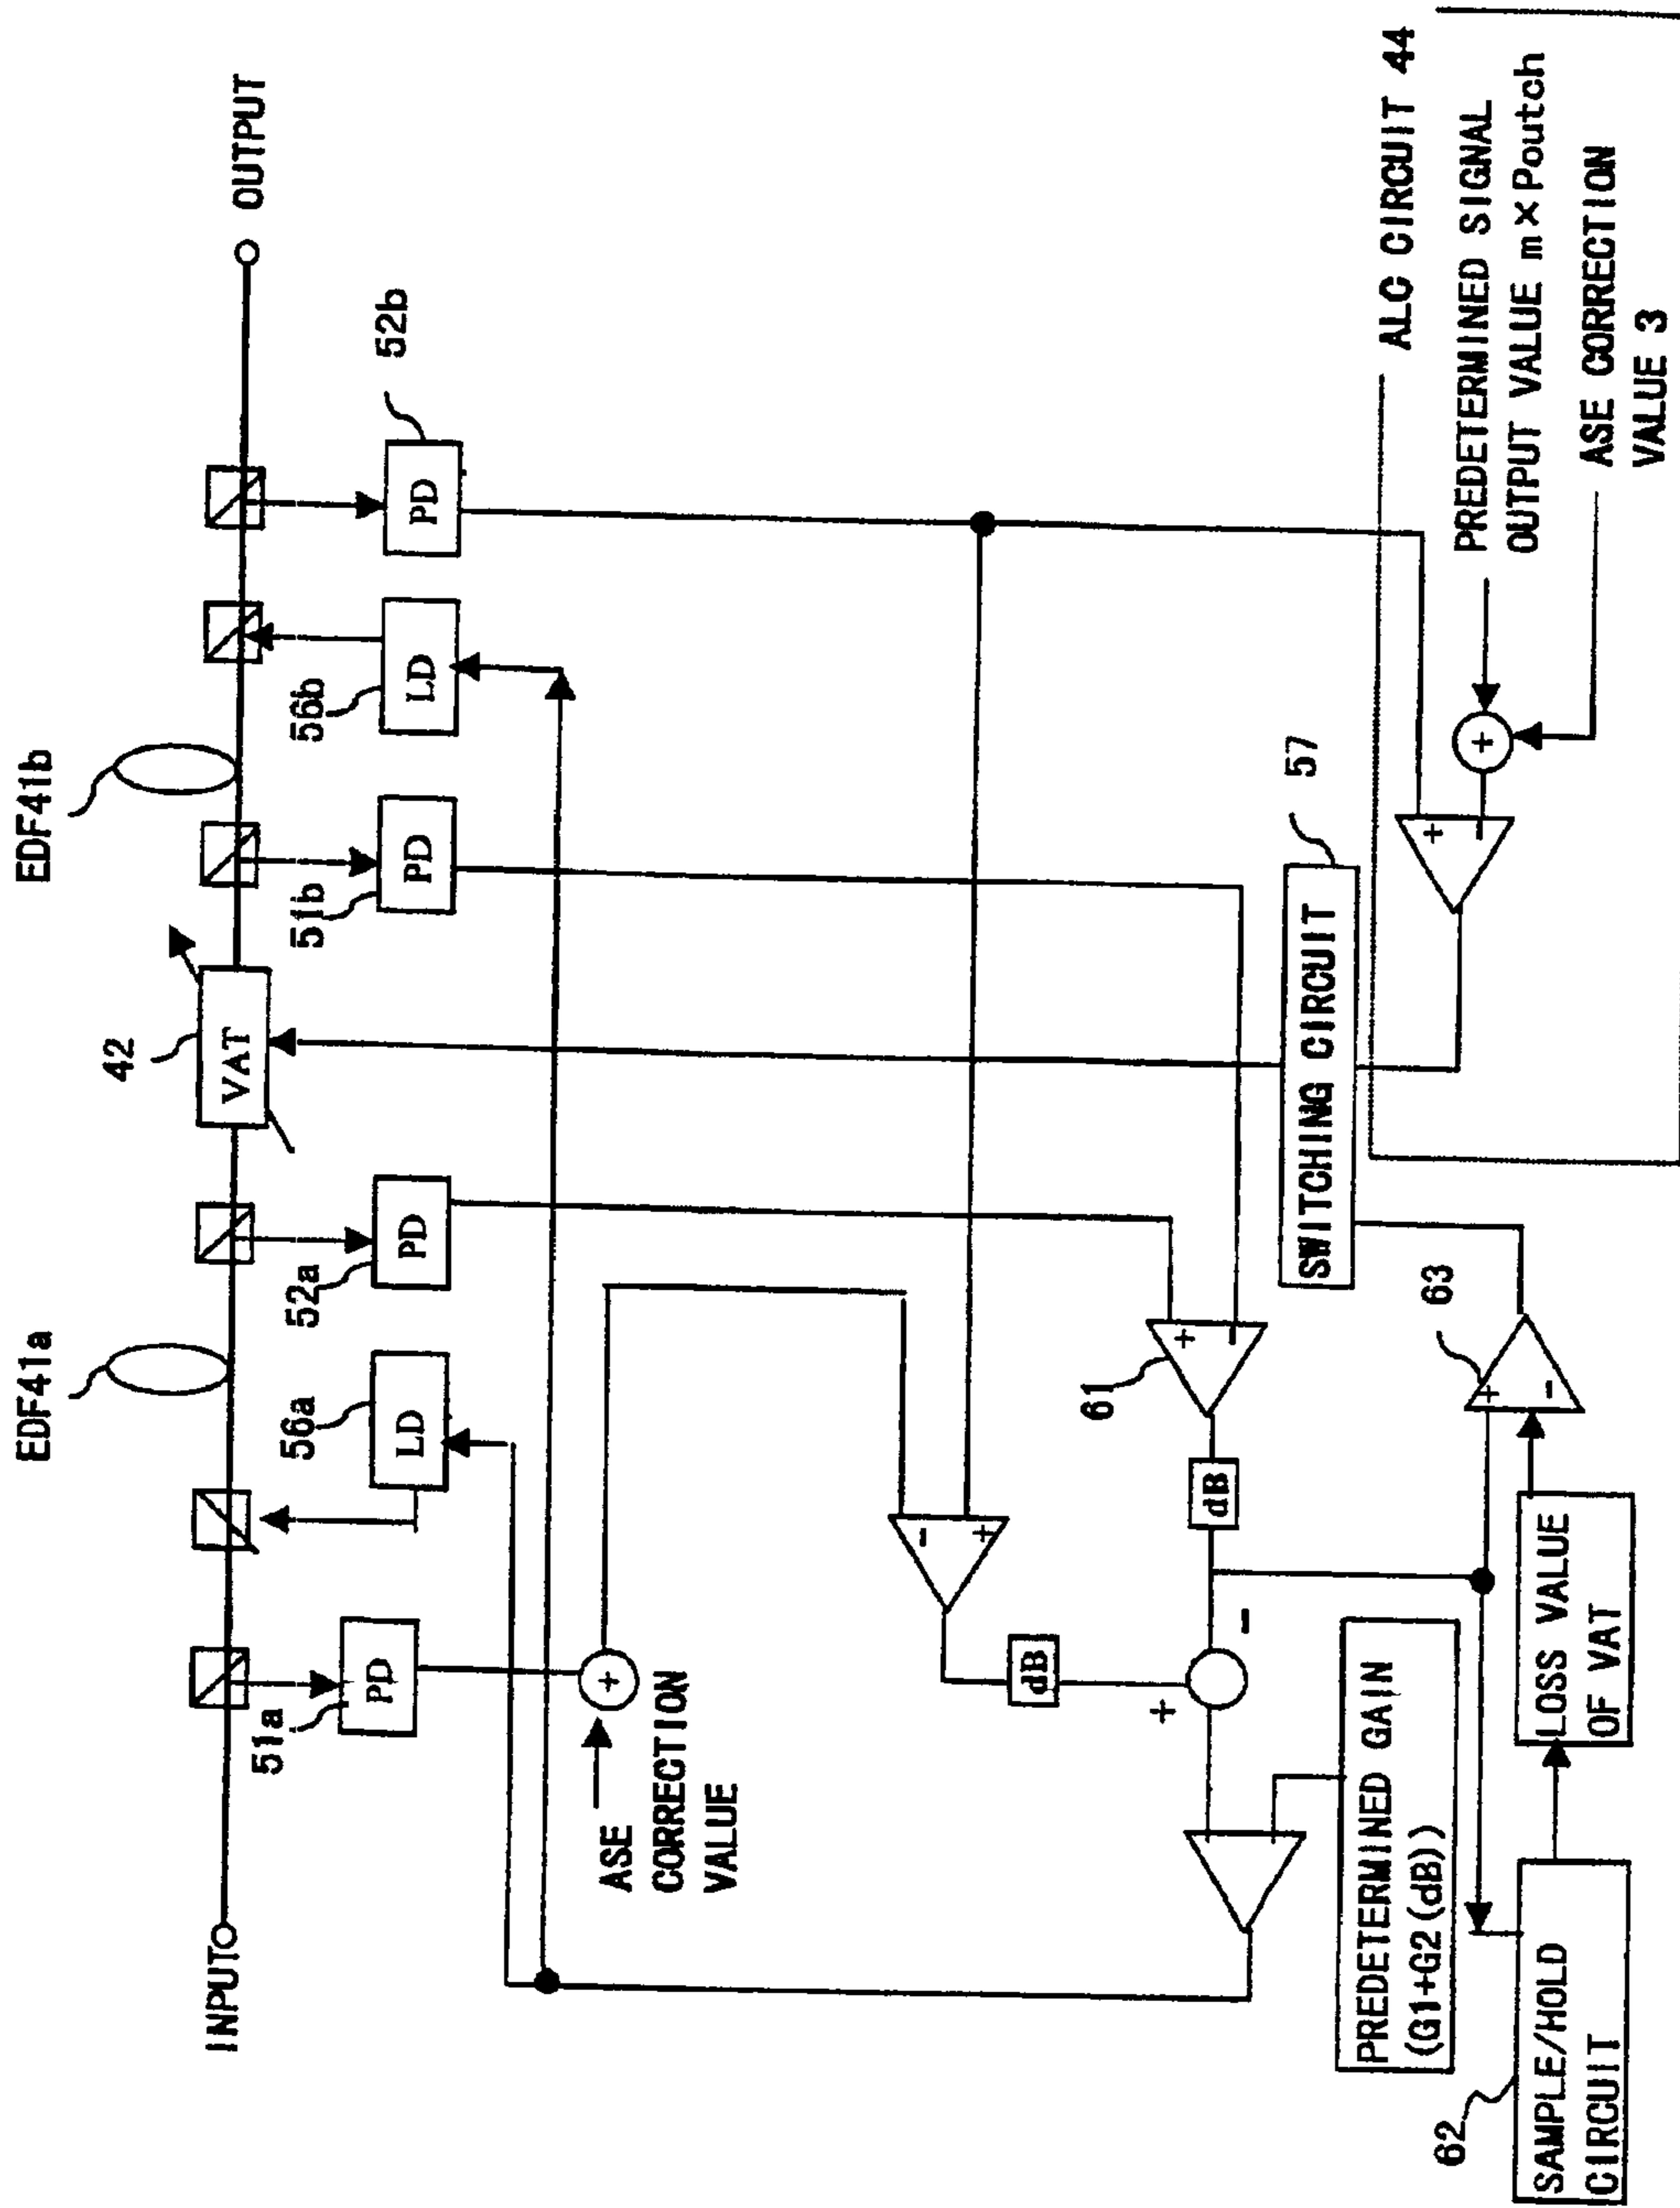 EDF41a
EDF41b
INPUT
OUTPUT
42
VAT
51a
PD
56a
LD
52a
PD
51b
PD
56b
LD
52b
PD
ASE
CORRECTION
VALUE
+
-
+
dB
+
-
61
+
-
dB
PREDETERMINED GAIN
(G1+G2(dB))
62
SAMPLE/HOLD
CIRCUIT
LOSS VALUE
OF VAT
63
+
-
SWITCHING CIRCUIT
57
ALC CIRCUIT 44
+
-
+
PREDETERMINED SIGNAL
OUTPUT VALUE m×Poutch
ASE CORRECTION
VALUE 3